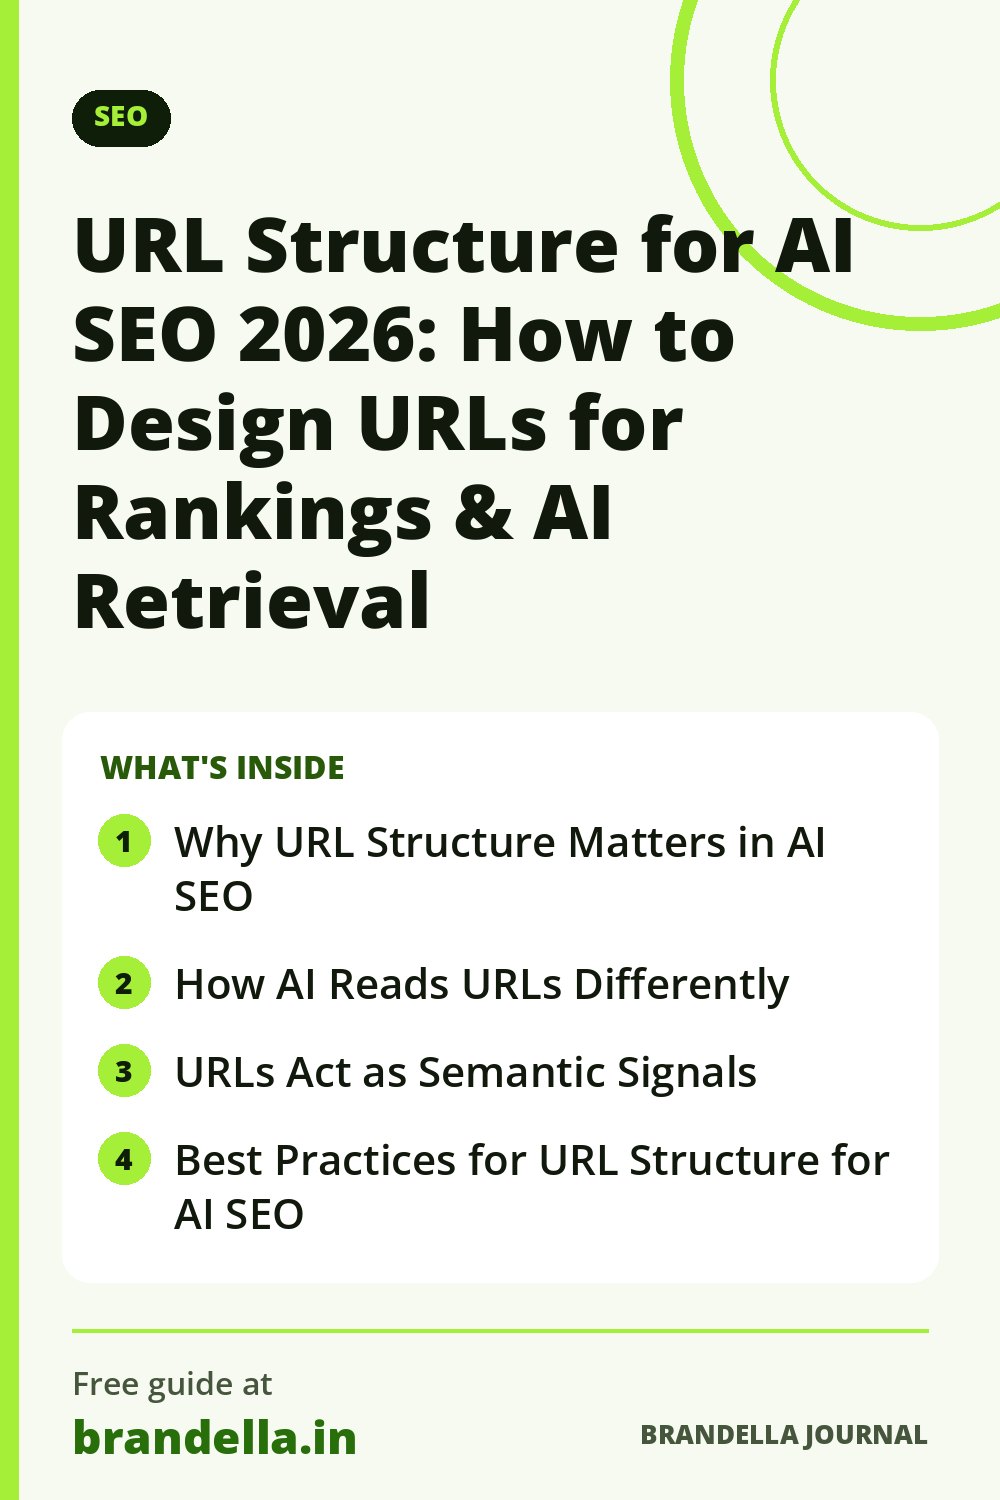 SEO
URL Structure for AI
SEO 2026: How to
Design URLs for
Rankings & AI
Retrieval
WHAT'S INSIDE
1 Why URL Structure Matters in AI
SEO
2 How AI Reads URLs Differently
3 URLs Act as Semantic Signals
4 Best Practices for URL Structure for
AI SEO
Free guide at
brandella.in
BRANDELLA JOURNAL